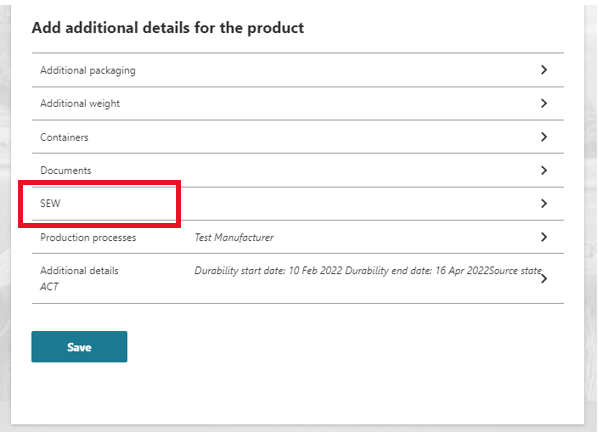 Add additional details for the product
Additional packaging
Additional weight
Containers
Documents
SEW
Production processes Test Manufacturer
Additional details Durability start date: 10 Feb 2022 Durability end date: 16 Apr 2022Source state
ACT
Save